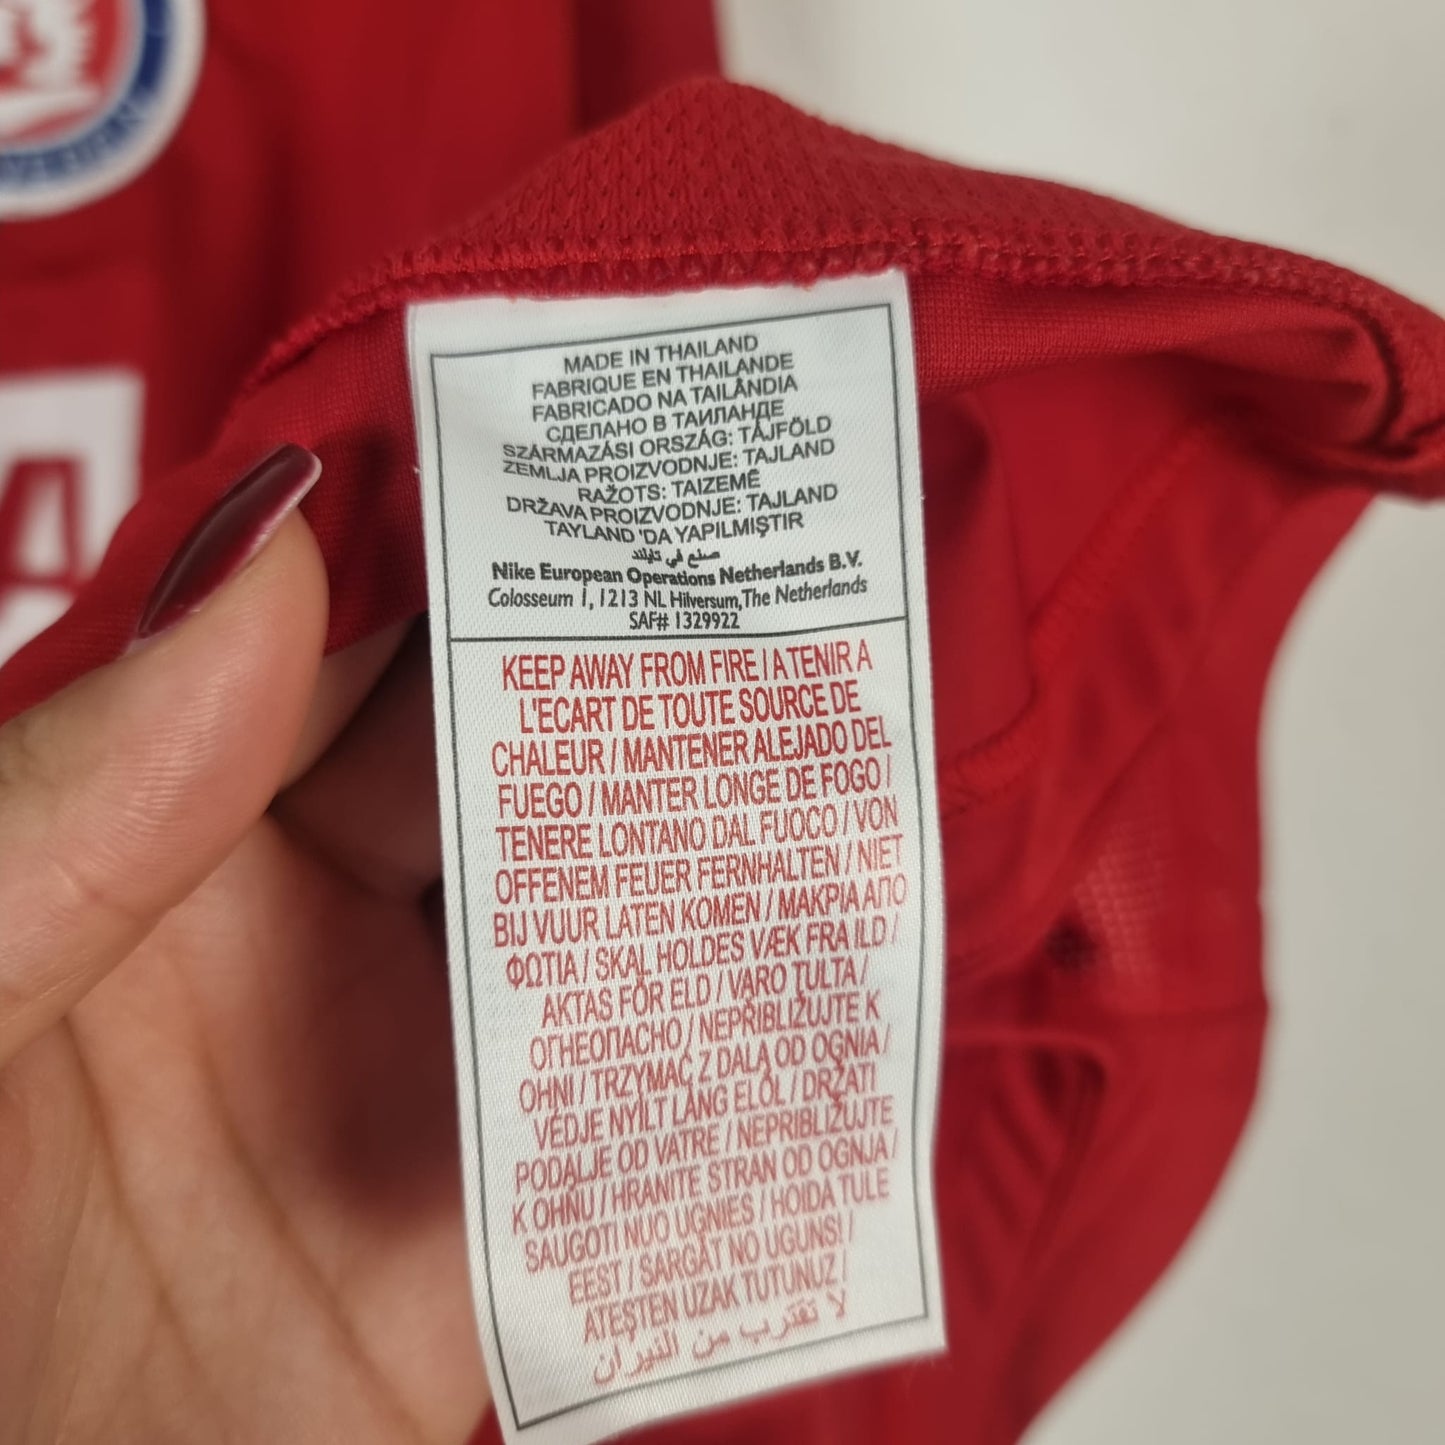 MADE IN THAILAND
FABRIQUE EN THAILANDE
FABRICADO NA TAILÂNDIA
СДЕЛАНО В ТАИЛАНДЕ
SZÁRMAZÁSI ORSZÁG: TÁJFÖLD
ZEMLJA PROIZVODNJE: TAJLAND
RAŽOTS: TAIZEMĒ
DRŽAVA PROIZVODNJE: TAJLAND
TAYLAND 'DA YAPILMIŞTIR
صنع في تايلند
Nike European Operations Netherlands B.V.
Colosseum 1, 1213 NL Hilversum, The Netherlands
SAF# 1329922
KEEP AWAY FROM FIRE / A TENIR A
L'ECART DE TOUTE SOURCE DE
CHALEUR / MANTENER ALEJADO DEL
FUEGO / MANTER LONGE DE FOGO /
TENERE LONTANO DAL FUOCO / VON
OFFENEM FEUER FERNHALTEN / NIET
BIJ VUUR LATEN KOMEN / ΜΑΚΡΙΑ ΑΠΟ
ΦΩΤΙΑ / SKAL HOLDES VÆK FRA ILD /
AKTAS FÖR ELD / VARO TULTA /
ОГНЕОПАСНО / NEPŘIBLIŽUJTE K
OHNI / TRZYMAĆ Z DALA OD OGNIA /
VÉDJE NYÍLT LÁNG ELŐL / DRŽATI
PODALJE OD VATRE / NEPRIBLIŽUJTE
K OHŇU / HRANITE STRAN OD OGNJA /
SAUGOTI NUO UGNIES / HOIDA TULE
EEST / SARGĀT NO UGUNS! /
ATEŞTEN UZAK TUTUNUZ /
لا تقترب من النيران